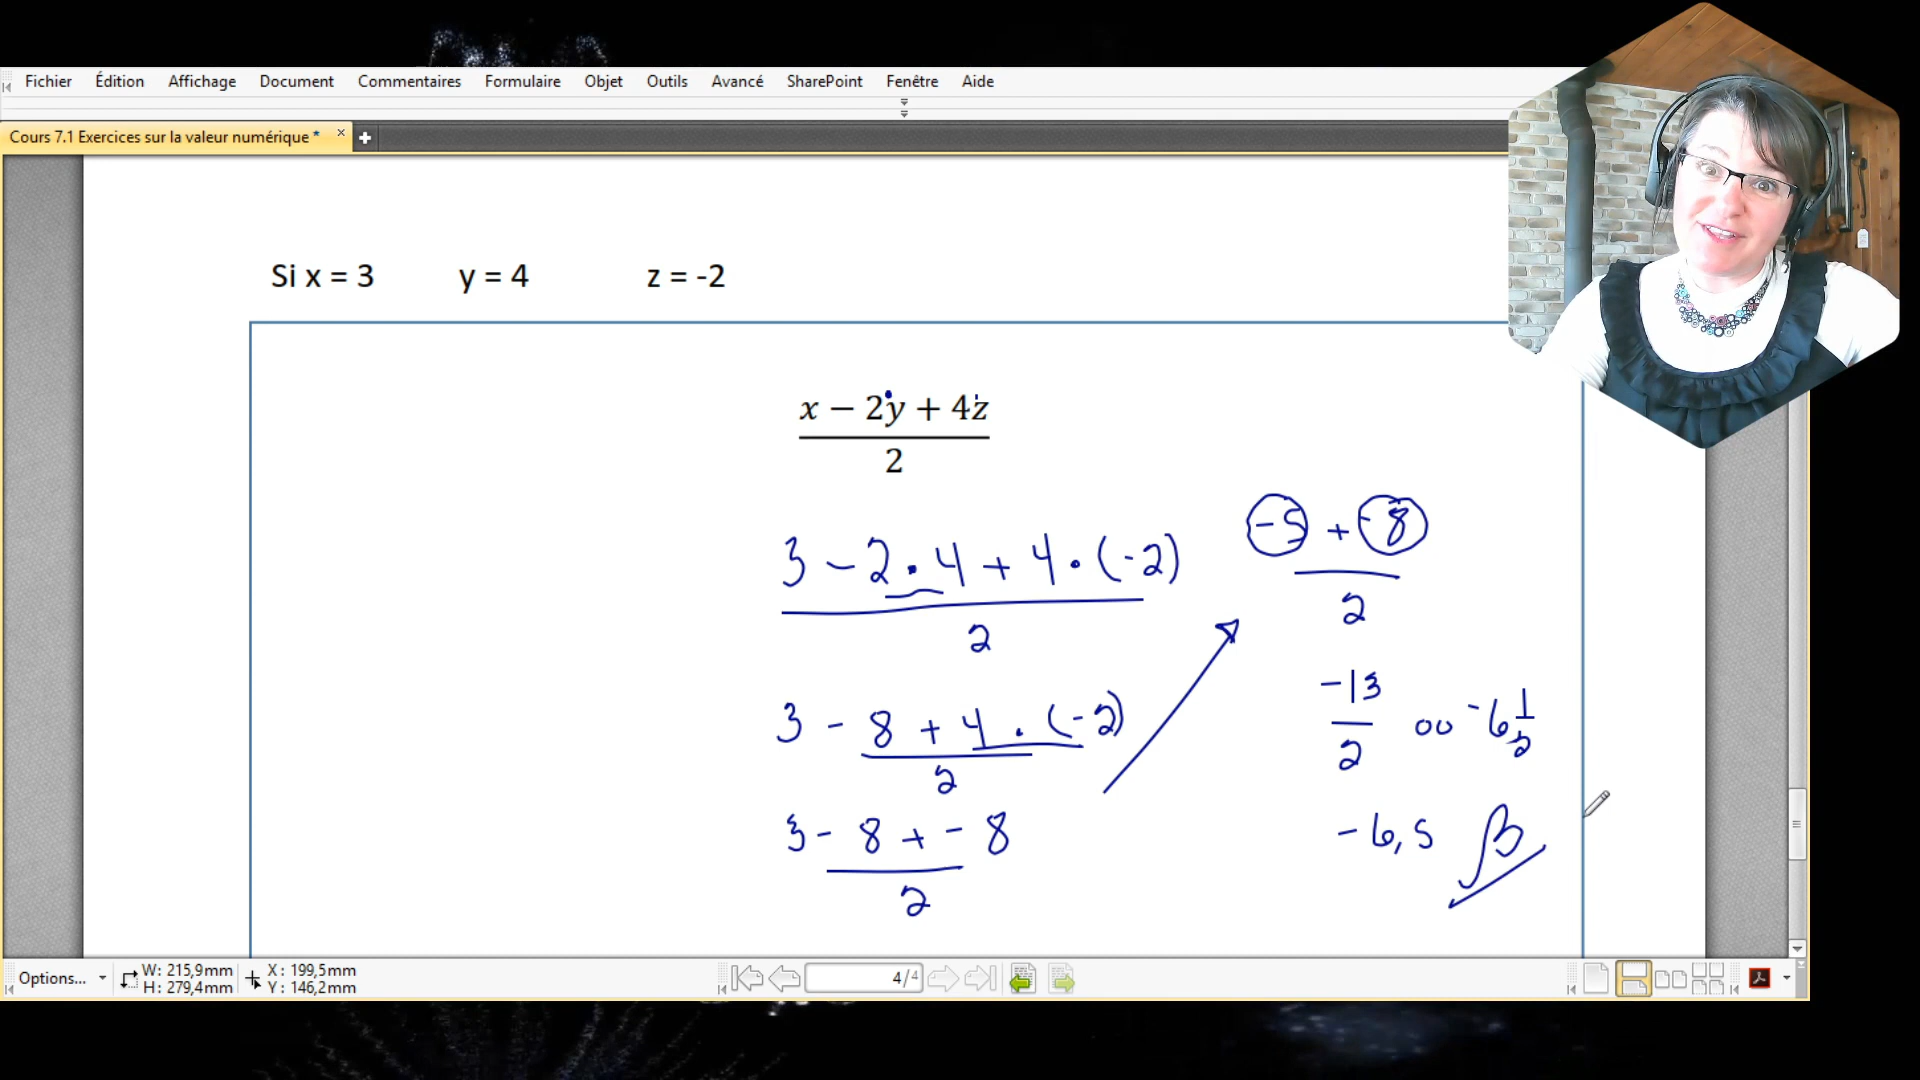 Fichier Édition Affichage Document Commentaires Formulaire Objet Outils Avancé SharePoint Fenêtre Aide
Cours 7.1 Exercices sur la valeur numérique *
Si x = 3 y = 4 z = -2
x − 2y + 4z
2
3 - 2 • 4 + 4 • (-2)
2
3 - 8 + 4 • (-2)
2
3 - 8 + - 8
2
-5 + -8
2
-13
2
ou -6 1/2
-6,5
Options...
W: 215,9mm
H: 279,4mm
X: 199,5mm
Y: 146,2mm
4/4